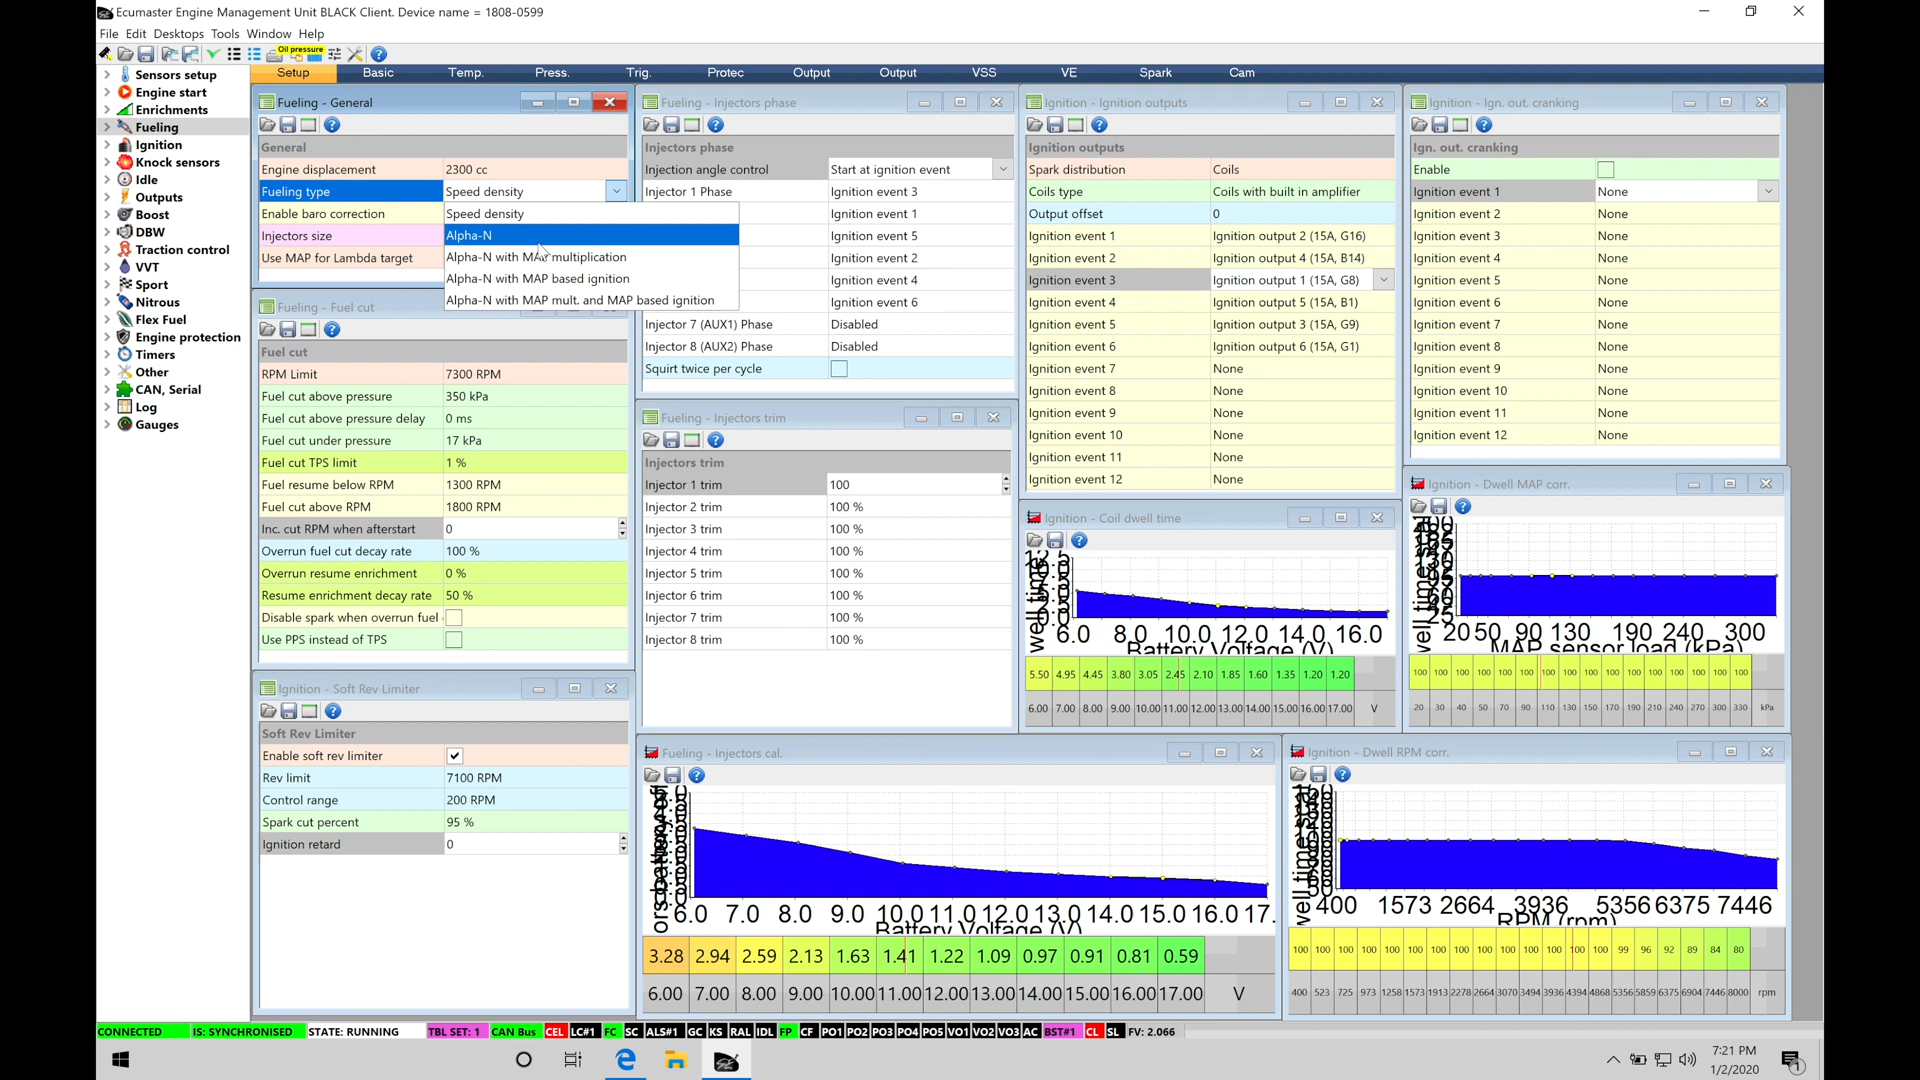 Ecumaster Engine Management Unit BLACK Client. Device name = 1808-0599
File Edit Desktops Tools Window Help
Oil pressure
Setup Basic Temp. Press. Trig. Protec Output Output VSS VE Spark Cam
Sensors setup
Engine start
Enrichments
Fueling
Ignition
Knock sensors
Idle
Outputs
Boost
DBW
Traction control
VVT
Sport
Nitrous
Flex Fuel
Engine protection
Timers
Other
CAN, Serial
Log
Gauges
Fueling - General
General
Engine displacement 2300 cc
Fueling type Speed density
Enable baro correction
Injectors size
Use MAP for Lambda target
Speed density
Alpha-N
Alpha-N with MAP multiplication
Alpha-N with MAP based ignition
Alpha-N with MAP mult. and MAP based ignition
Fueling - Fuel cut
Fuel cut
RPM Limit 7300 RPM
Fuel cut above pressure 350 kPa
Fuel cut above pressure delay 0 ms
Fuel cut under pressure 17 kPa
Fuel cut TPS limit 1 %
Fuel resume below RPM 1300 RPM
Fuel cut above RPM 1800 RPM
Inc. cut RPM when afterstart 0
Overrun fuel cut decay rate 100 %
Overrun resume enrichment 0 %
Resume enrichment decay rate 50 %
Disable spark when overrun fuel
Use PPS instead of TPS
Ignition - Soft Rev Limiter
Soft Rev Limiter
Enable soft rev limiter
Rev limit 7100 RPM
Control range 200 RPM
Spark cut percent 95 %
Ignition retard 0
Fueling - Injectors phase
Injectors phase
Injection angle control Start at ignition event
Injector 1 Phase Ignition event 3
Ignition event 1
Ignition event 5
Ignition event 2
Ignition event 4
Ignition event 6
Injector 7 (AUX1) Phase Disabled
Injector 8 (AUX2) Phase Disabled
Squirt twice per cycle
Fueling - Injectors trim
Injectors trim
Injector 1 trim 100
Injector 2 trim 100 %
Injector 3 trim 100 %
Injector 4 trim 100 %
Injector 5 trim 100 %
Injector 6 trim 100 %
Injector 7 trim 100 %
Injector 8 trim 100 %
Ignition - Ignition outputs
Ignition outputs
Spark distribution Coils
Coils type Coils with built in amplifier
Output offset 0
Ignition event 1 Ignition output 2 (15A, G16)
Ignition event 2 Ignition output 4 (15A, B14)
Ignition event 3 Ignition output 1 (15A, G8)
Ignition event 4 Ignition output 5 (15A, B1)
Ignition event 5 Ignition output 3 (15A, G9)
Ignition event 6 Ignition output 6 (15A, G1)
Ignition event 7 None
Ignition event 8 None
Ignition event 9 None
Ignition event 10 None
Ignition event 11 None
Ignition event 12 None
Ignition - Ign. out. cranking
Ign. out. cranking
Enable
Ignition event 1 None
Ignition event 2 None
Ignition event 3 None
Ignition event 4 None
Ignition event 5 None
Ignition event 6 None
Ignition event 7 None
Ignition event 8 None
Ignition event 9 None
Ignition event 10 None
Ignition event 11 None
Ignition event 12 None
Ignition - Coil dwell time
6.0 8.0 10.0 12.0 14.0 16.0
Battery Voltage (V)
5.50 4.95 4.45 3.80 3.05 2.45 2.10 1.85 1.60 1.35 1.20 1.20
6.00 7.00 8.00 9.00 10.00 11.00 12.00 13.00 14.00 15.00 16.00 17.00 V
Ignition - Dwell MAP corr.
20 50 90 130 190 240 300
MAP sensor load (kPa)
100 100 100 100 100 100 100 100 100 100 100 100 100 100 100 100
20 30 40 50 70 90 110 130 150 170 190 210 240 270 300 330 kPa
Fueling - Injectors cal.
6.0 7.0 8.0 9.0 10.0 11.0 12.0 13.0 14.0 15.0 16.0 17.
Battery Voltage (V)
3.28 2.94 2.59 2.13 1.63 1.41 1.22 1.09 0.97 0.91 0.81 0.59
6.00 7.00 8.00 9.00 10.00 11.00 12.00 13.00 14.00 15.00 16.00 17.00 V
Ignition - Dwell RPM corr.
400 1573 2664 3936 5356 6375 7446
RPM (rpm)
100 100 100 100 100 100 100 100 100 100 100 100 100 100 99 96 92 89 84 80
400 523 725 973 1258 1573 1913 2278 2664 3070 3494 3936 4394 4868 5356 5859 6375 6904 7446 8000 rpm
CONNECTED IS: SYNCHRONISED STATE: RUNNING TBL SET: 1 CAN Bus CEL LC#1 FC SC ALS#1 GC KS RAL IDL FP CF PO1 PO2 PO3 PO4 PO5 VO1 VO2 VO3 AC BST#1 CL SL FV: 2.066
7:21 PM
1/2/2020
1